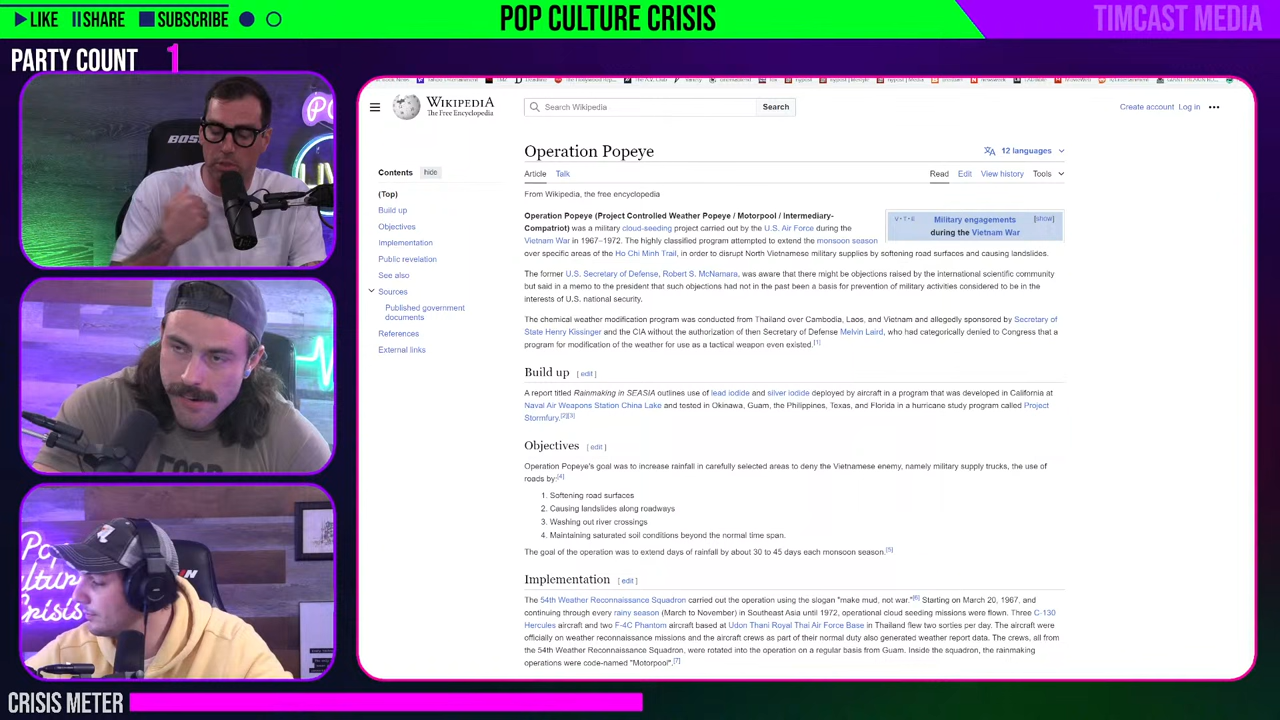 LIKE SHARE SUBSCRIBE
POP CULTURE CRISIS
TIMCAST MEDIA
PARTY COUNT 1
WIKIPEDIA
The Free Encyclopedia
Search Wikipedia
Search
Create account Log in
Contents hide
(Top)
Build up
Objectives
Implementation
Public revelation
See also
Sources
Published government
documents
References
External links
Operation Popeye
12 languages
Article Talk
Read Edit View history Tools
From Wikipedia, the free encyclopedia
Operation Popeye (Project Controlled Weather Popeye / Motorpool / Intermediary-
Compatriot) was a military cloud-seeding project carried out by the U.S. Air Force during the
Vietnam War in 1967–1972. The highly classified program attempted to extend the monsoon season
over specific areas of the Ho Chi Minh Trail, in order to disrupt North Vietnamese military supplies by softening road surfaces and causing landslides.
V·T·E Military engagements [show]
during the Vietnam War
The former U.S. Secretary of Defense, Robert S. McNamara, was aware that there might be objections raised by the international scientific community
but said in a memo to the president that such objections had not in the past been a basis for prevention of military activities considered to be in the
interests of U.S. national security.
The chemical weather modification program was conducted from Thailand over Cambodia, Laos, and Vietnam and allegedly sponsored by Secretary of
State Henry Kissinger and the CIA without the authorization of then Secretary of Defense Melvin Laird, who had categorically denied to Congress that a
program for modification of the weather for use as a tactical weapon even existed.[1]
Build up [ edit ]
A report titled Rainmaking in SEASIA outlines use of lead iodide and silver iodide deployed by aircraft in a program that was developed in California at
Naval Air Weapons Station China Lake and tested in Okinawa, Guam, the Philippines, Texas, and Florida in a hurricane study program called Project
Stormfury.[2][3]
Objectives [ edit ]
Operation Popeye's goal was to increase rainfall in carefully selected areas to deny the Vietnamese enemy, namely military supply trucks, the use of
roads by:[4]
1. Softening road surfaces
2. Causing landslides along roadways
3. Washing out river crossings
4. Maintaining saturated soil conditions beyond the normal time span.
The goal of the operation was to extend days of rainfall by about 30 to 45 days each monsoon season.[5]
Implementation [ edit ]
The 54th Weather Reconnaissance Squadron carried out the operation using the slogan "make mud, not war."[6] Starting on March 20, 1967, and
continuing through every rainy season (March to November) in Southeast Asia until 1972, operational cloud seeding missions were flown. Three C-130
Hercules aircraft and two F-4C Phantom aircraft based at Udon Thani Royal Thai Air Force Base in Thailand flew two sorties per day. The aircraft were
officially on weather reconnaissance missions and the aircraft crews as part of their normal duty also generated weather report data. The crews, all from
the 54th Weather Reconnaissance Squadron, were rotated into the operation on a regular basis from Guam. Inside the squadron, the rainmaking
operations were code-named "Motorpool".[7]
CRISIS METER